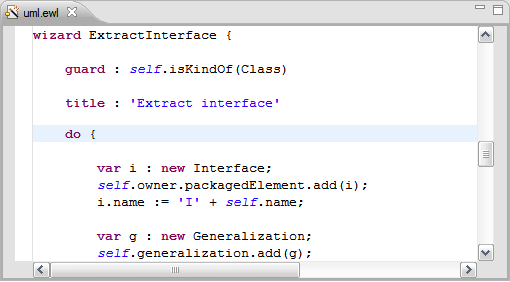 uml.ewl
wizard ExtractInterface {
guard : self.isKindOf(Class)
title : 'Extract interface'
do {
var i : new Interface;
self.owner.packagedElement.add(i);
i.name := 'I' + self.name;
var g : new Generalization;
self.generalization.add(g);